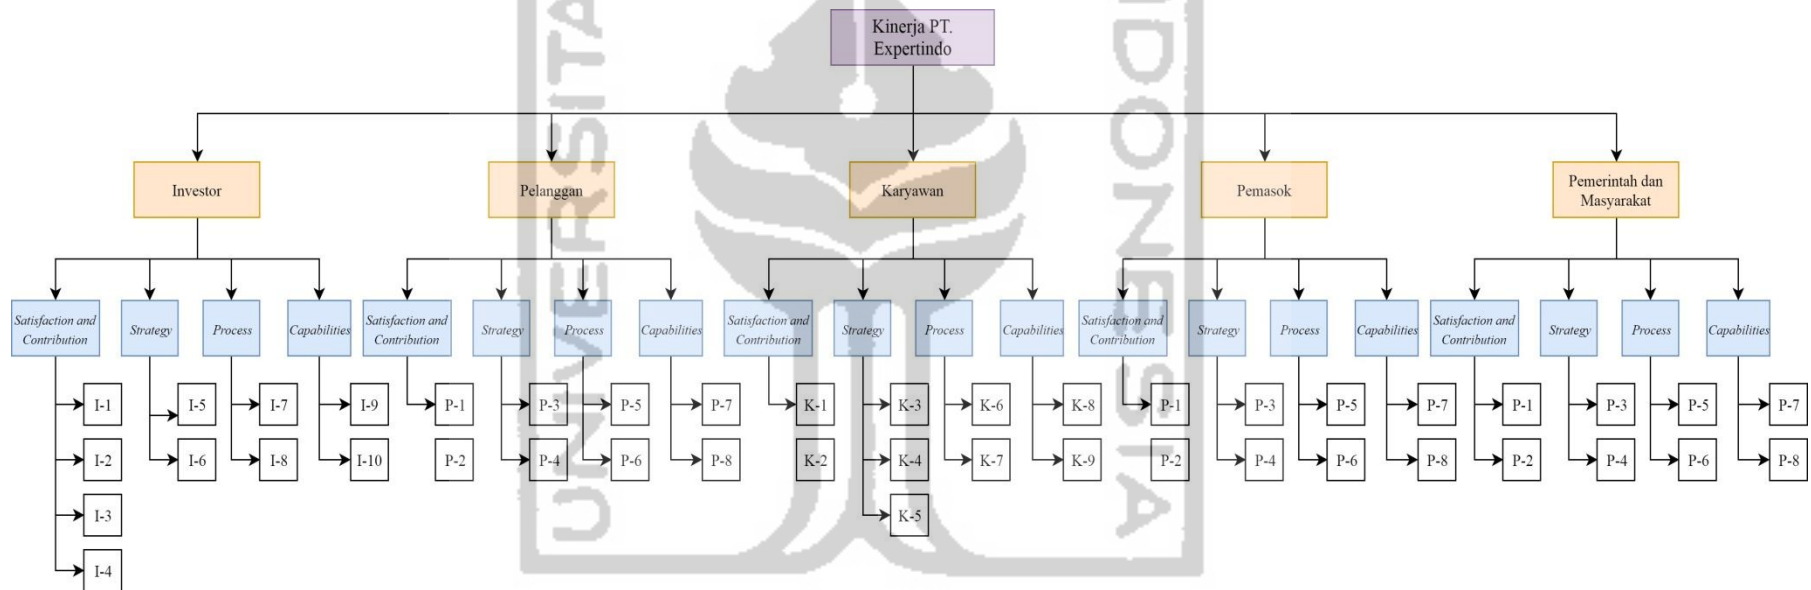 Kinerja PT.
Expertindo
Investor
Pelanggan
Karyawan
Pemasok
Pemerintah dan
Masyarakat
Satisfaction and
Contribution
Strategy
Process
Capabilities
Satisfaction and
Contribution
Strategy
Process
Capabilities
Satisfaction and
Contribution
Strategy
Process
Capabilities
Satisfaction and
Contribution
Strategy
Process
Capabilities
Satisfaction and
Contribution
Strategy
Process
Capabilities
I-1
I-5
I-7
I-9
P-1
P-3
P-5
P-7
K-1
K-3
K-6
K-8
P-1
P-3
P-5
P-7
P-1
P-3
P-5
P-7
I-2
I-6
I-8
I-10
P-2
P-4
P-6
P-8
K-2
K-4
K-7
K-9
P-2
P-4
P-6
P-8
P-2
P-4
P-6
P-8
I-3
K-5
I-4
UNIVERSITA
NDONESIA